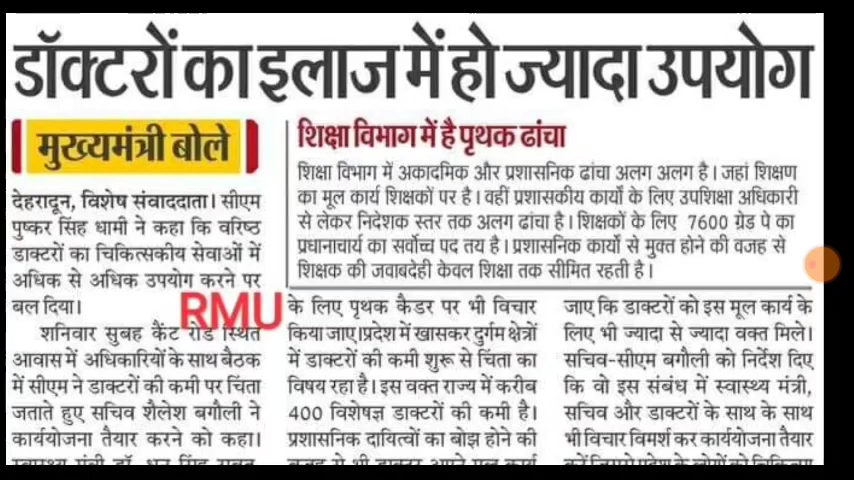 डॉक्टरों का इलाज में हो ज्यादा उपयोग
मुख्यमंत्री बोले
देहरादून, विशेष संवाददाता। सीएम
पुष्कर सिंह धामी ने कहा कि वरिष्ठ
डाक्टरों का चिकित्सकीय सेवाओं में
अधिक से अधिक उपयोग करने पर
बल दिया।
शनिवार सुबह कैंट रोड स्थित
आवास में अधिकारियों के साथ बैठक
में सीएम ने डाक्टरों की कमी पर चिंता
जताते हुए सचिव शैलेश बगौली ने
कार्ययोजना तैयार करने को कहा।
शिक्षा विभाग में है पृथक ढांचा
शिक्षा विभाग में अकादमिक और प्रशासनिक ढांचा अलग अलग है। जहां शिक्षण
का मूल कार्य शिक्षकों पर है। वहीं प्रशासकीय कार्यों के लिए उपशिक्षा अधिकारी
से लेकर निदेशक स्तर तक अलग ढांचा है। शिक्षकों के लिए 7600 ग्रेड पे का
प्रधानाचार्य का सर्वोच्च पद तय है। प्रशासनिक कार्यों से मुक्त होने की वजह से
शिक्षक की जवाबदेही केवल शिक्षा तक सीमित रहती है।
के लिए पृथक कैडर पर भी विचार
किया जाए।प्रदेश में खासकर दुर्गम क्षेत्रों
में डाक्टरों की कमी शुरू से चिंता का
विषय रहा है। इस वक्त राज्य में करीब
400 विशेषज्ञ डाक्टरों की कमी है।
प्रशासनिक दायित्वों का बोझ होने की
जाए कि डाक्टरों को इस मूल कार्य के
लिए भी ज्यादा से ज्यादा वक्त मिले।
सचिव-सीएम बगौली को निर्देश दिए
कि वो इस संबंध में स्वास्थ्य मंत्री,
सचिव और डाक्टरों के साथ के साथ
भी विचार विमर्श कर कार्ययोजना तैयार
RMU